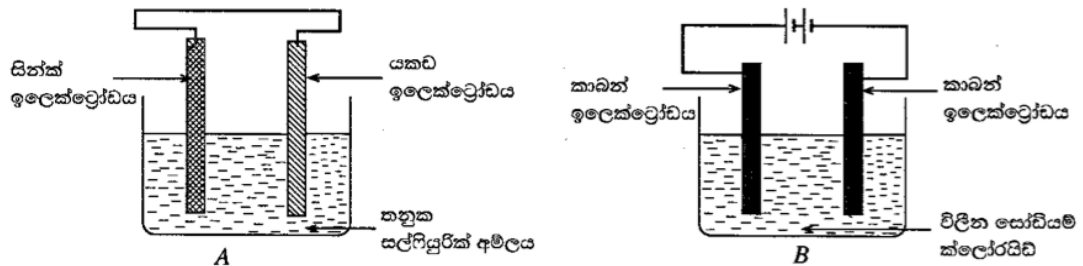 සින්ක්
ඉලෙක්ට්‍රෝඩය
යකඩ
ඉලෙක්ට්‍රෝඩය
තනුක
සල්ෆියුරික් අම්ලය
A
කාබන්
ඉලෙක්ට්‍රෝඩය
කාබන්
ඉලෙක්ට්‍රෝඩය
විලීන සෝඩියම්
ක්ලෝරයිඩ්
B